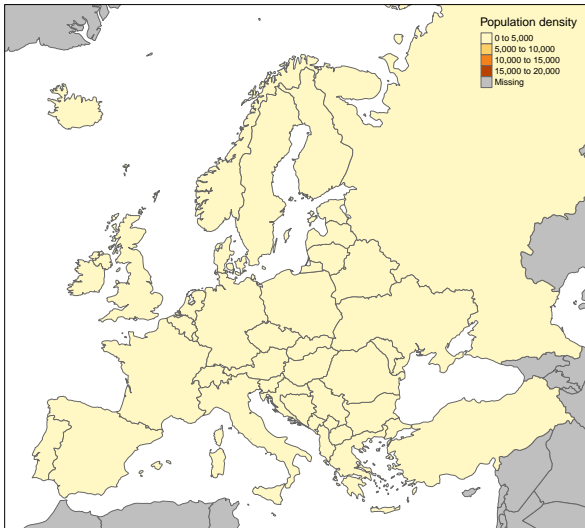 Population density
0 to 5,000
5,000 to 10,000
10,000 to 15,000
15,000 to 20,000
Missing